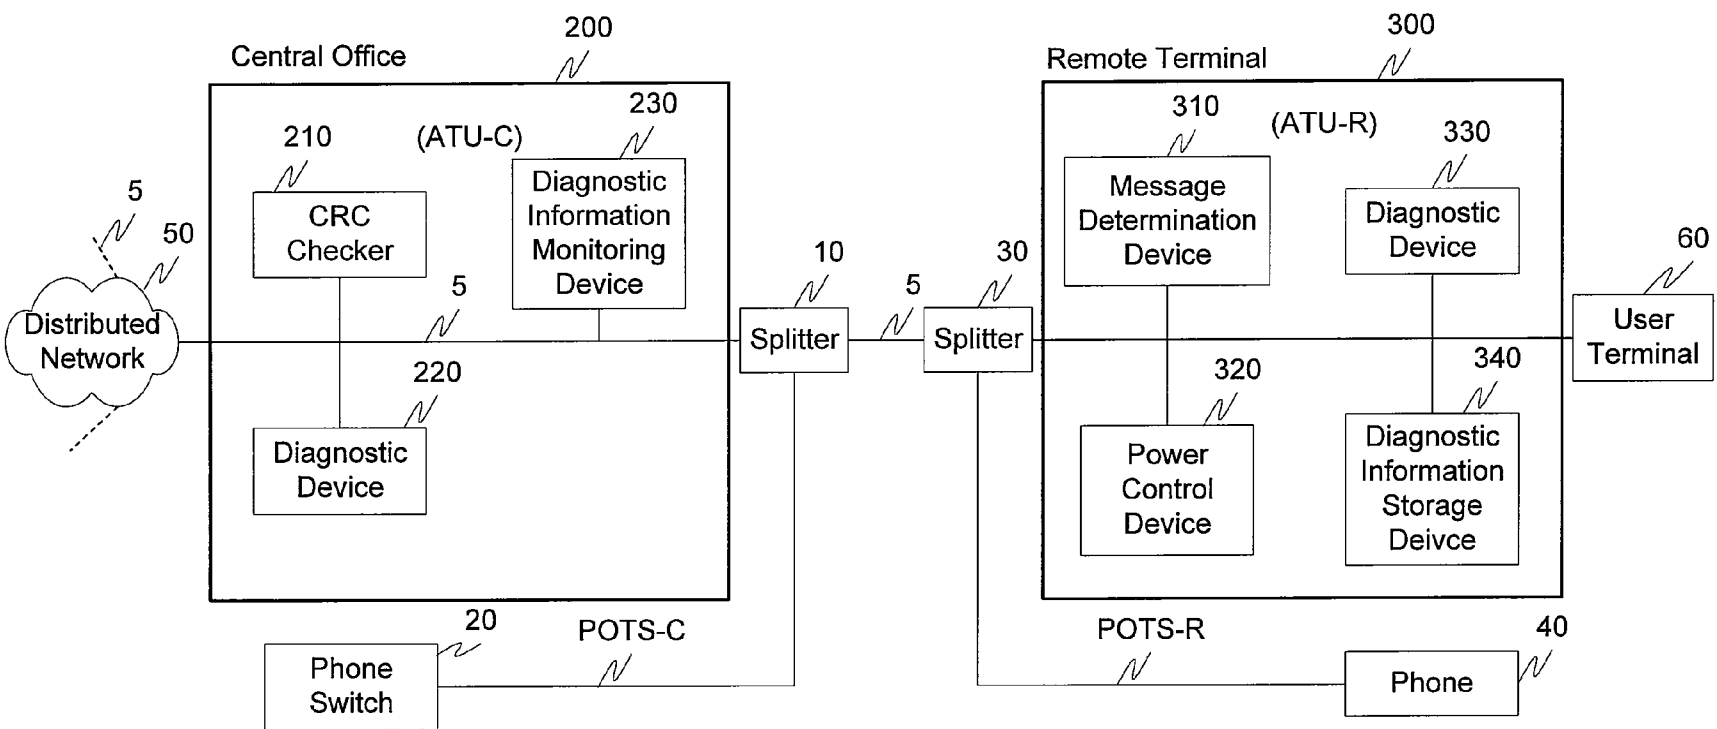 200
Central Office
300
Remote Terminal
210
(ATU-C)
230
310
(ATU-R)
330
5
50
CRC
Checker
Diagnostic
Information
Monitoring
Device
10
30
Message
Determination
Device
Diagnostic
Device
60
Distributed
Network
5
Splitter
5
Splitter
User
Terminal
220
320
340
Diagnostic
Device
Power
Control
Device
Diagnostic
Information
Storage
Deivce
20
POTS-C
POTS-R
40
Phone
Switch
Phone